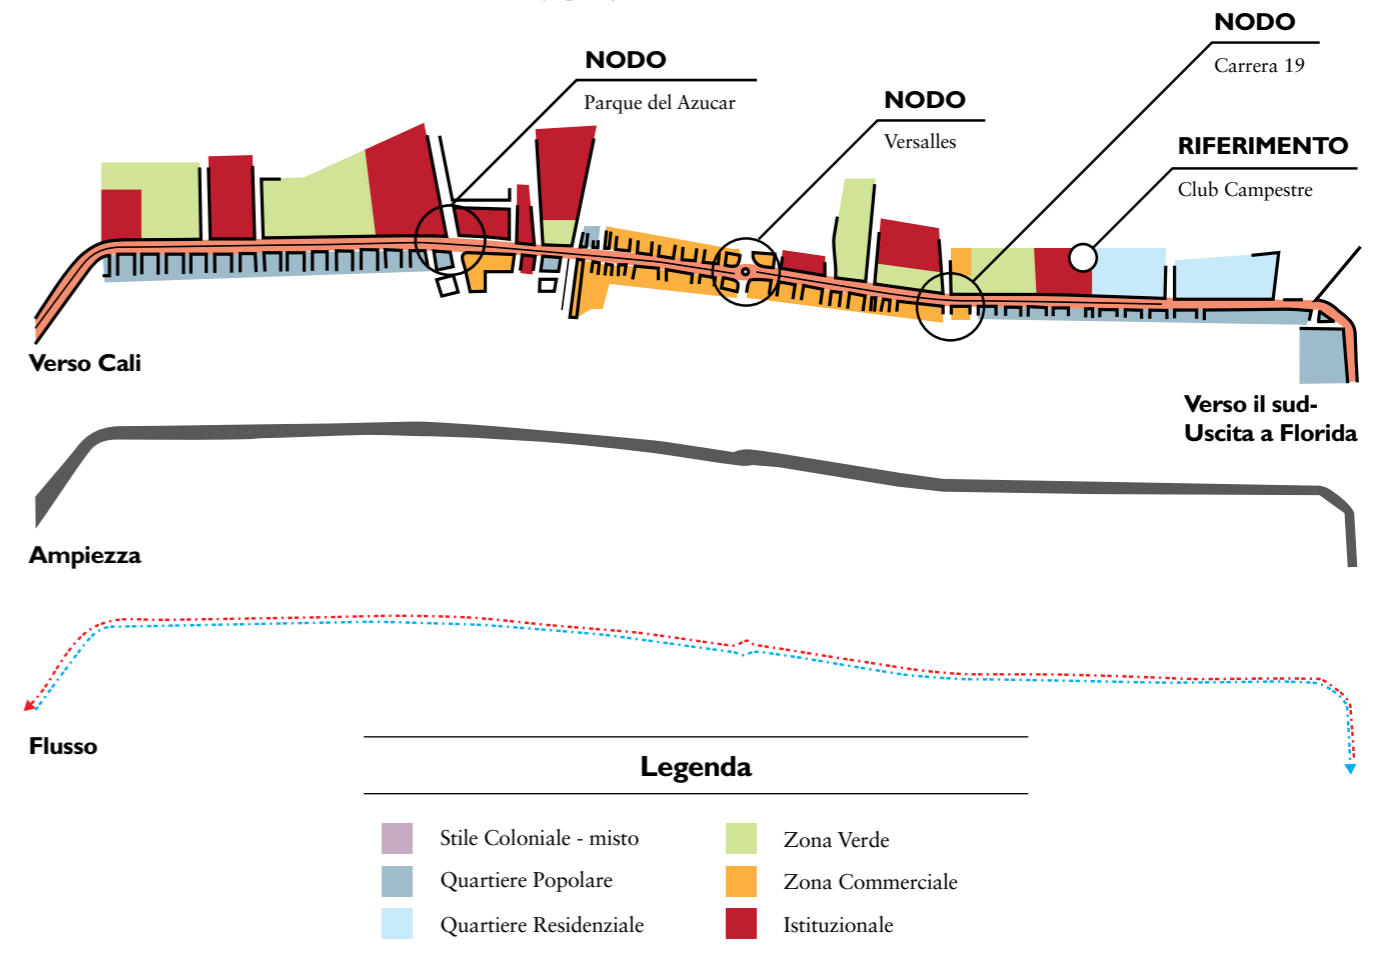 NODO
Carrera 19
NODO
Parque del Azucar
NODO
Versalles
RIFERIMENTO
Club Campestre
Verso Cali
Verso il sud-
Uscita a Florida
Ampiezza
Flusso
Legenda
Stile Coloniale - misto
Zona Verde
Quartiere Popolare
Zona Commerciale
Quartiere Residenziale
Istituzionale